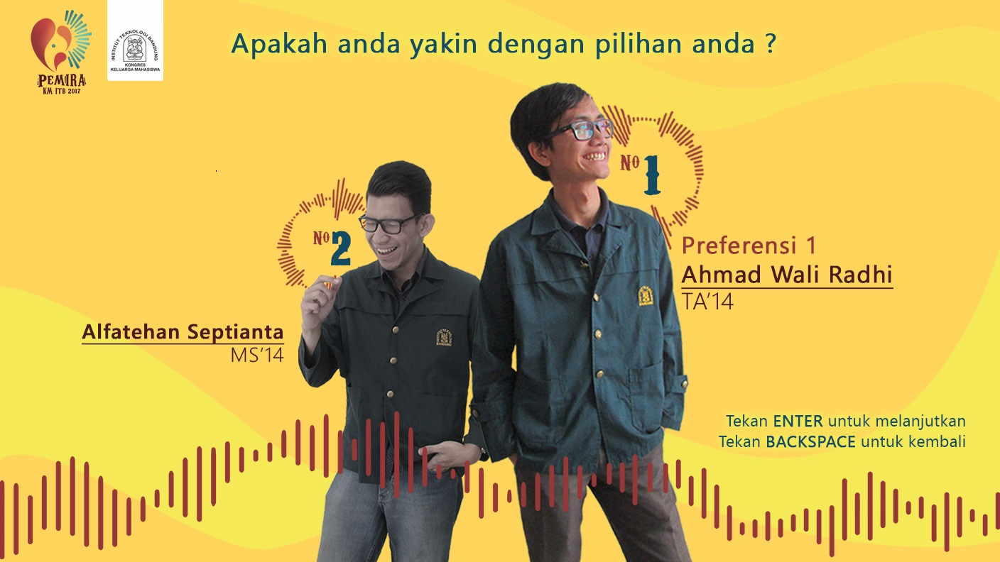 PEMIRA
KM ITB 2017
INSTITUT TEKNOLOGI BANDUNG
KONGRES
KELUARGA MAHASISWA
Apakah anda yakin dengan pilihan anda ?
No 1
Preferensi 1
Ahmad Wali Radhi
TA'14
No 2
Alfatehan Septianta
MS'14
Tekan ENTER untuk melanjutkan
Tekan BACKSPACE untuk kembali